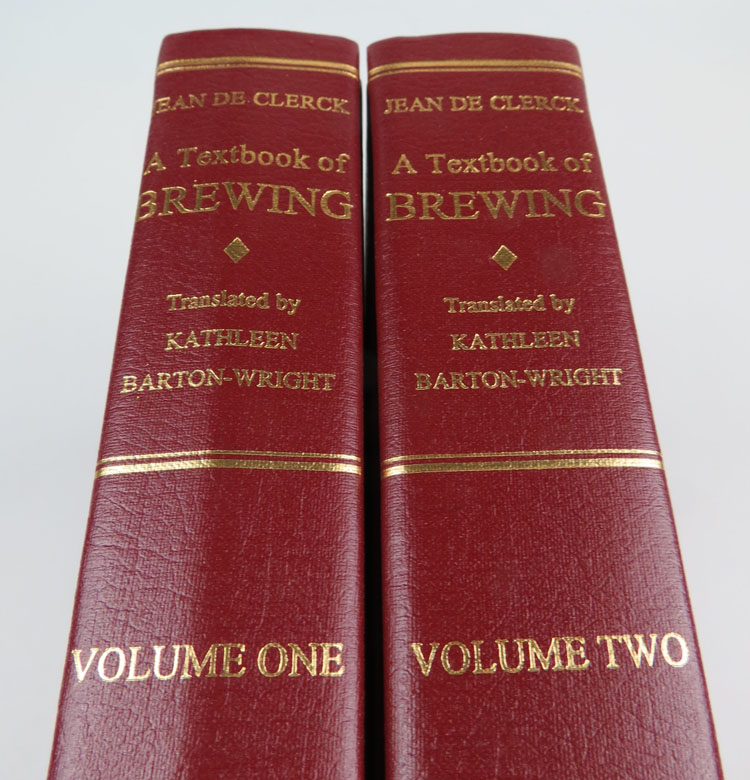 JEAN DE CLERCK
A Textbook of
BREWING
Translated by
KATHLEEN
BARTON-WRIGHT
VOLUME ONE
JEAN DE CLERCK
A Textbook of
BREWING
Translated by
KATHLEEN
BARTON-WRIGHT
VOLUME TWO